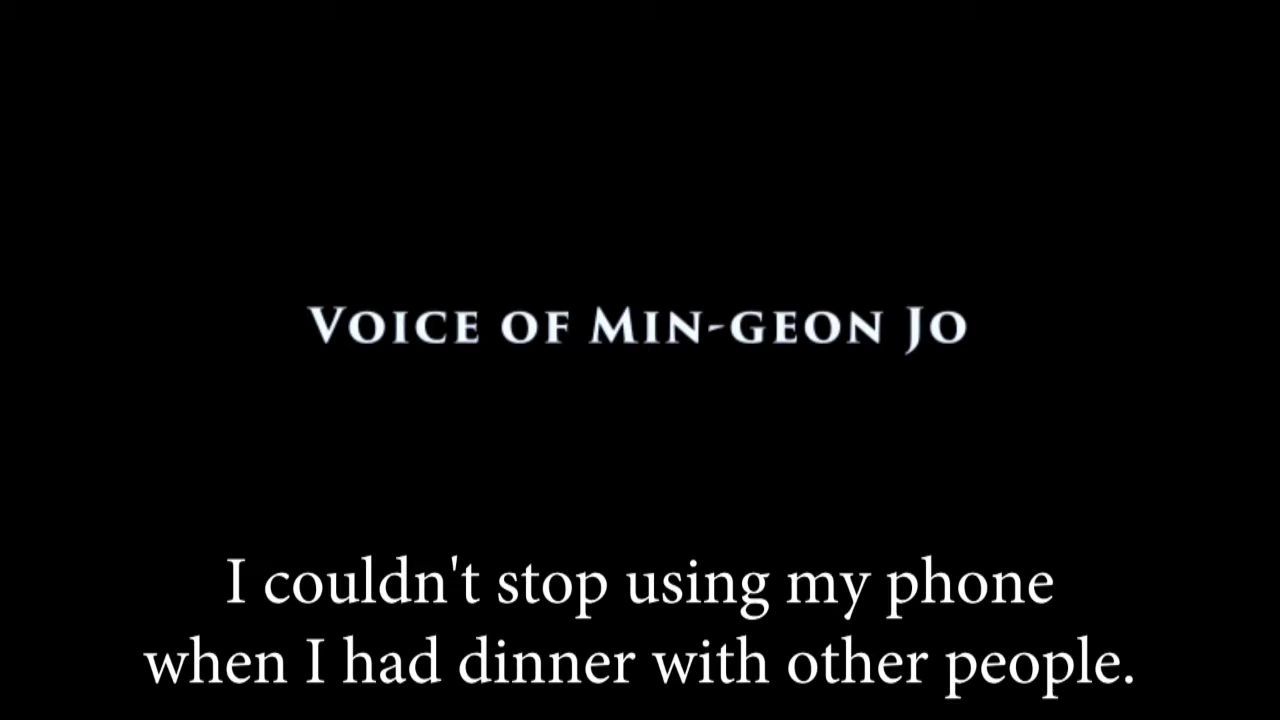 Voice of Min-geon Jo
I couldn't stop using my phone
when I had dinner with other people.